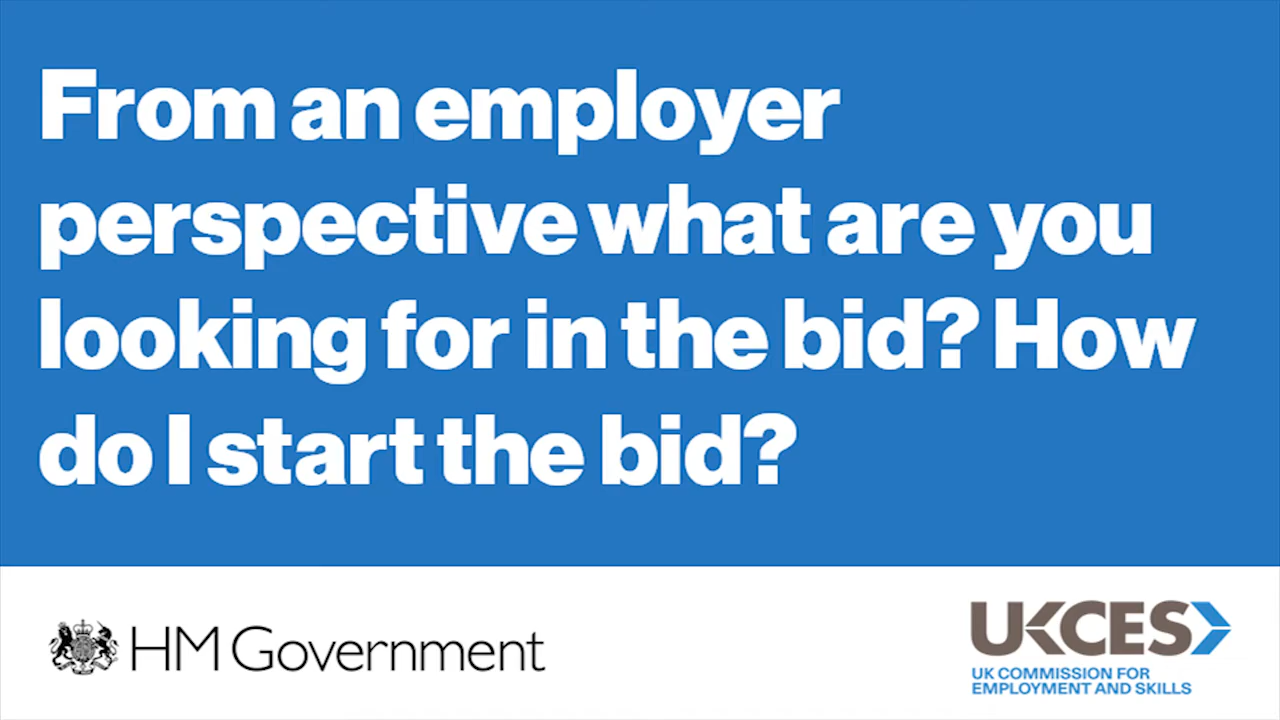 From an employer
perspective what are you
looking for in the bid? How
do I start the bid?
HM Government
UKCES
UK COMMISSION FOR
EMPLOYMENT AND SKILLS